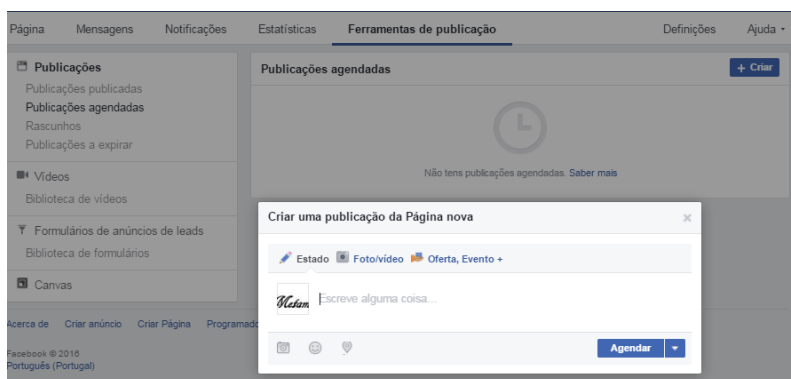 Página Mensagens Notificações Estatísticas Ferramentas de publicação Definições Ajuda
Publicações
Publicações publicadas
Publicações agendadas
Rascunhos
Publicações a expirar
Vídeos
Biblioteca de vídeos
Formulários de anúncios de leads
Biblioteca de formulários
Canvas
Acerca de Criar anúncio Criar Página
Facebook © 2016
Português (Portugal)
Publicações agendadas + Criar
Não tens publicações agendadas. Saber mais
Criar uma publicação da Página nova ×
Estado Foto/vídeo Oferta, Evento +
Escreve alguma coisa...
Agendar